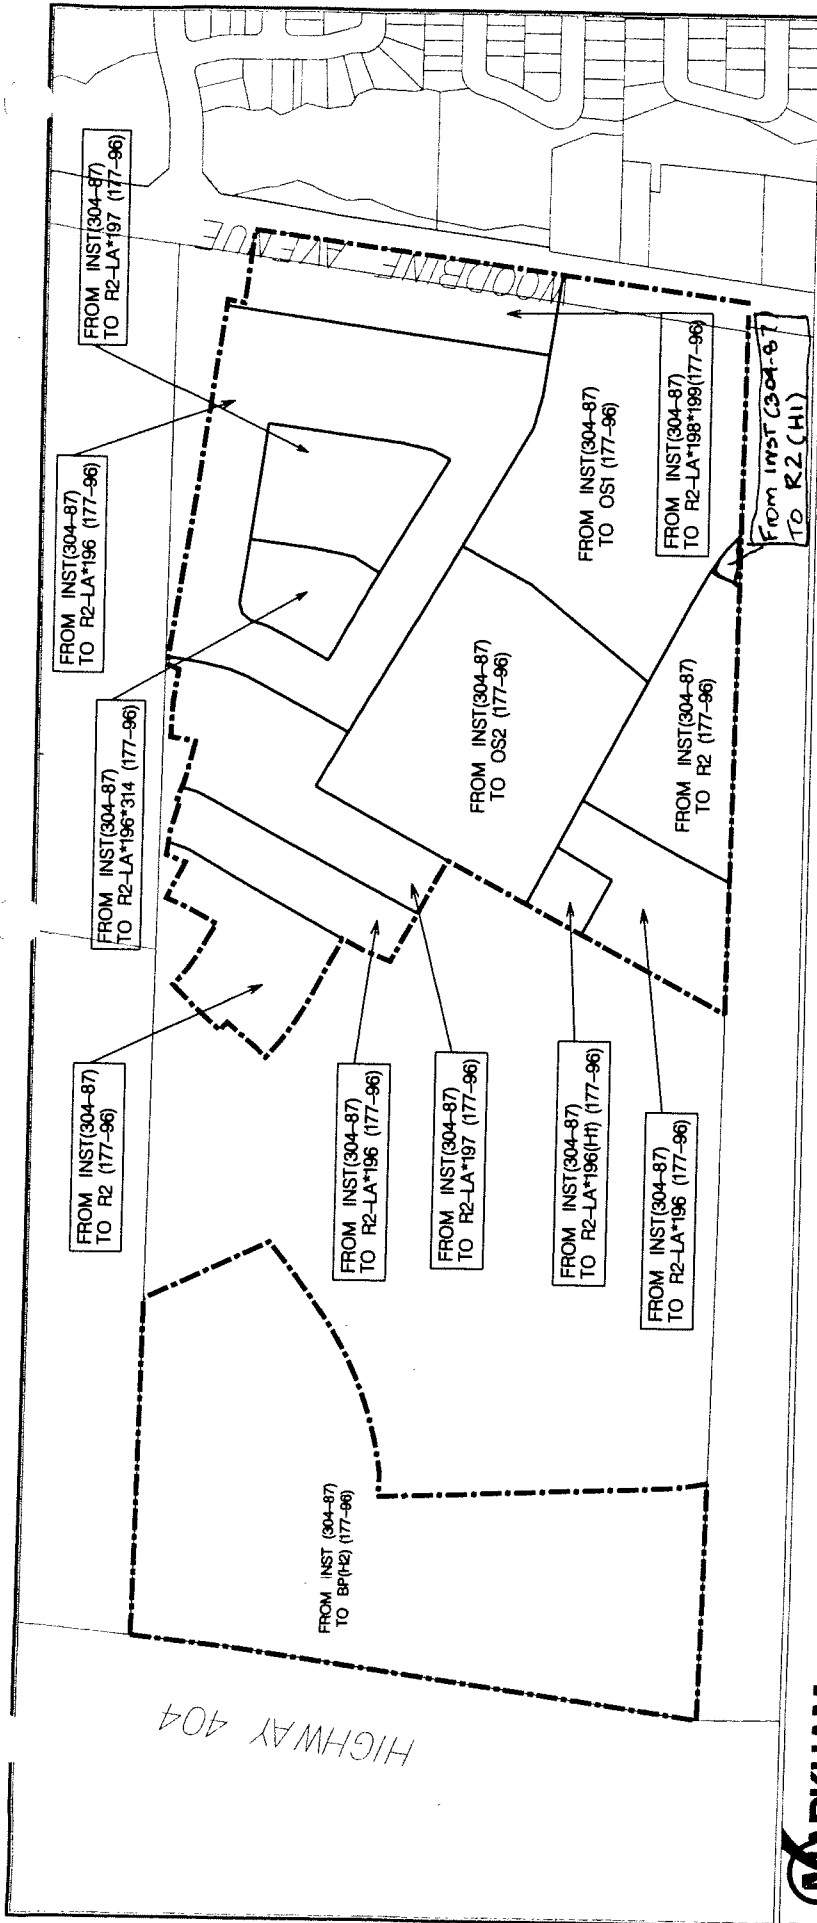 FROM INST(304-87)
TO R2-LA*197 (177-96)
FROM INST(304-87)
TO R2-LA*196 (177-96)
FROM INST(304-87)
TO R2-LA*196*314 (177-96)
FROM INST(304-87)
TO R2 (177-96)
WOODBINE AVENUE
FROM INST(304-87)
TO OS1 (177-96)
FROM INST(304-87)
TO R2-LA*198*199(177-96)
From INST (304-87)
TO R2 (H1)
FROM INST(304-87)
TO OS2 (177-96)
FROM INST(304-87)
TO R2 (177-96)
FROM INST(304-87)
TO R2-LA*196 (177-96)
FROM INST(304-87)
TO R2-LA*197 (177-96)
FROM INST(304-87)
TO R2-LA*196(H1) (177-96)
FROM INST(304-87)
TO R2-LA*196 (177-96)
FROM INST (304-87)
TO BP(H2) (177-96)
HIGHWAY 404